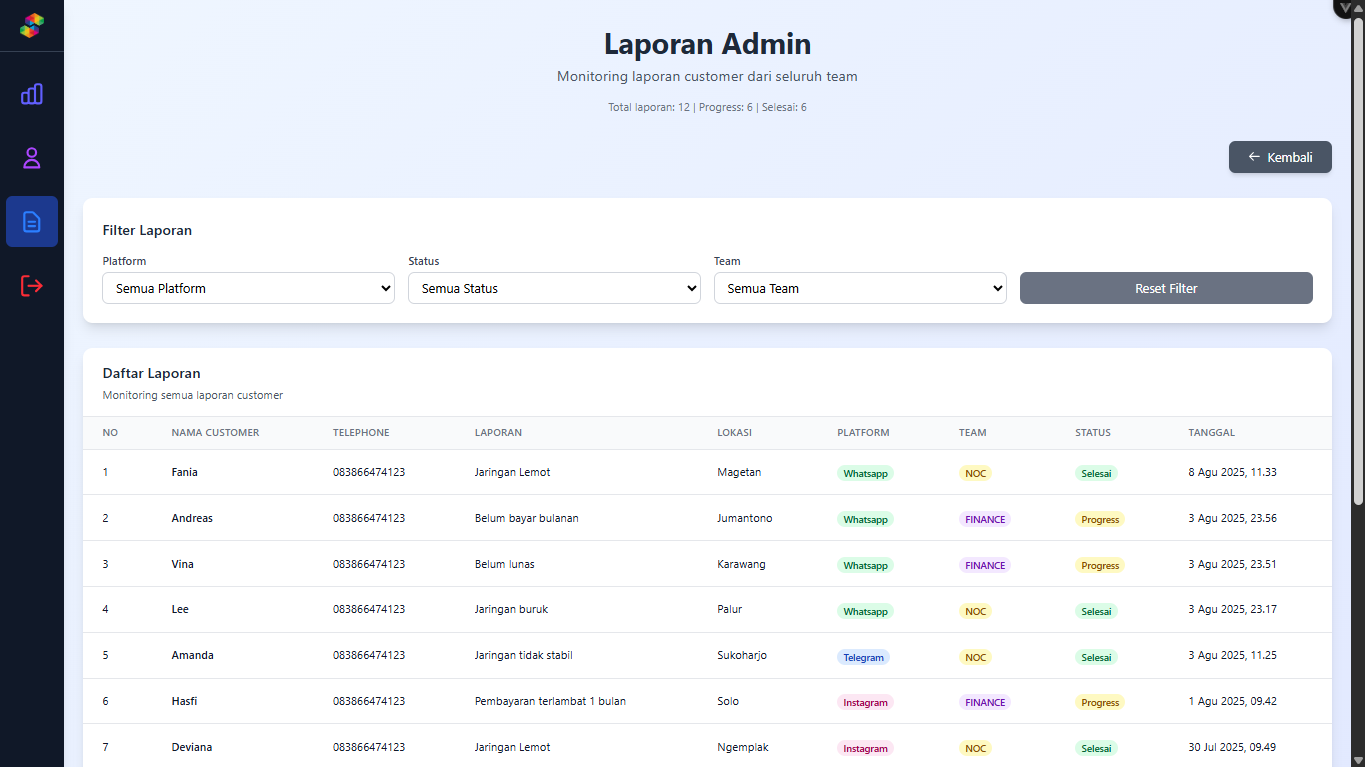 Laporan Admin
Monitoring laporan customer dari seluruh team
Total laporan: 12 | Progress: 6 | Selesai: 6
← Kembali
Filter Laporan
Platform Status Team
Semua Platform Semua Status Semua Team Reset Filter
Daftar Laporan
Monitoring semua laporan customer
NO NAMA CUSTOMER TELEPHONE LAPORAN LOKASI PLATFORM TEAM STATUS TANGGAL
1 Fania 083866474123 Jaringan Lemot Magetan Whatsapp NOC Selesai 8 Agu 2025, 11.33
2 Andreas 083866474123 Belum bayar bulanan Jumantono Whatsapp FINANCE Progress 3 Agu 2025, 23.56
3 Vina 083866474123 Belum lunas Karawang Whatsapp FINANCE Progress 3 Agu 2025, 23.51
4 Lee 083866474123 Jaringan buruk Palur Whatsapp NOC Selesai 3 Agu 2025, 23.17
5 Amanda 083866474123 Jaringan tidak stabil Sukoharjo Telegram NOC Selesai 3 Agu 2025, 11.25
6 Hasfi 083866474123 Pembayaran terlambat 1 bulan Solo Instagram FINANCE Progress 1 Agu 2025, 09.42
7 Deviana 083866474123 Jaringan Lemot Ngemplak Instagram NOC Selesai 30 Jul 2025, 09.49